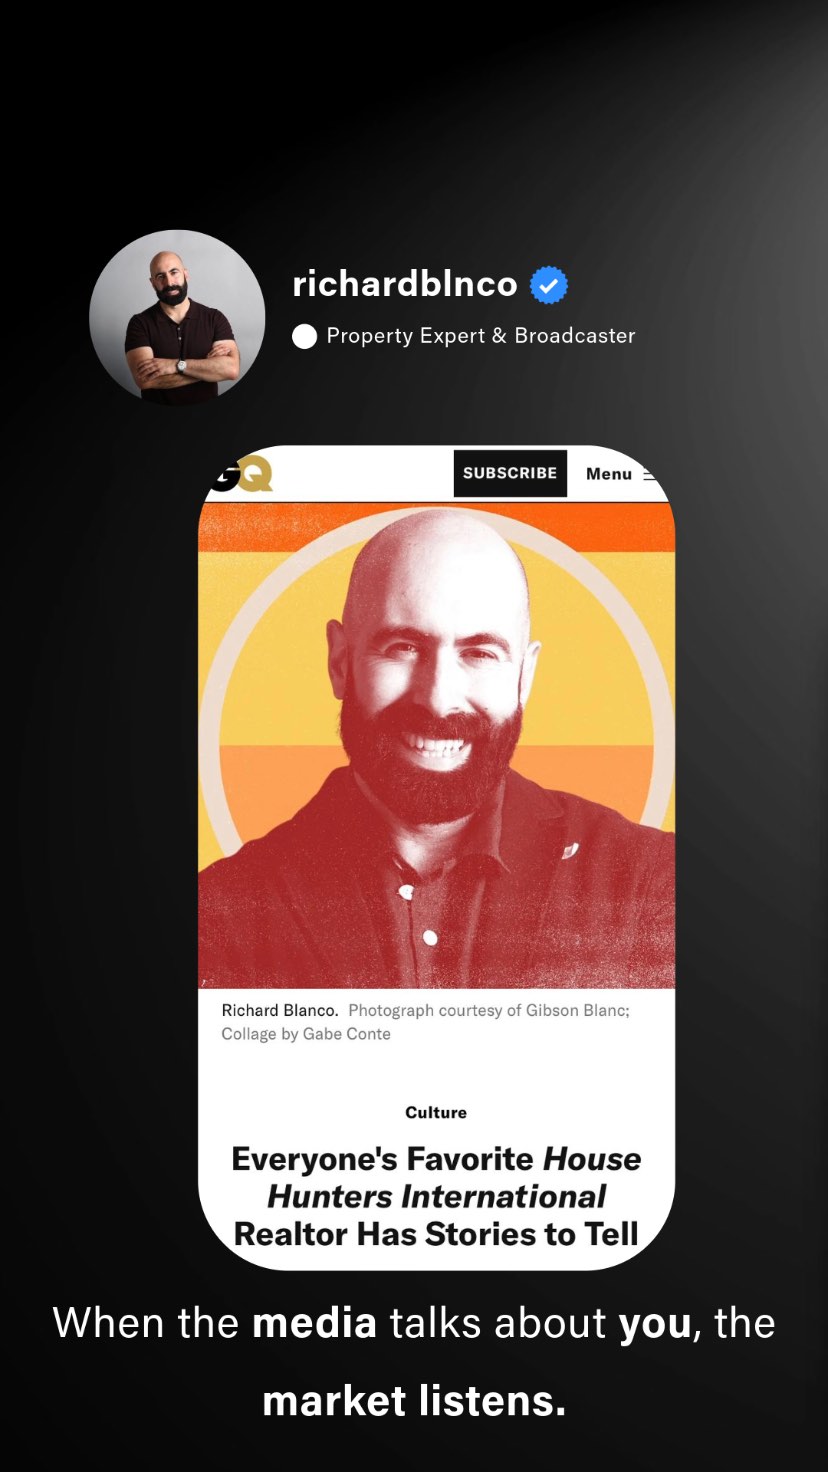 richardblnco
Property Expert & Broadcaster
GQ
SUBSCRIBE
Menu
Richard Blanco. Photograph courtesy of Gibson Blanc;
Collage by Gabe Conte
Culture
Everyone's Favorite House
Hunters International
Realtor Has Stories to Tell
When the media talks about you, the
market listens.